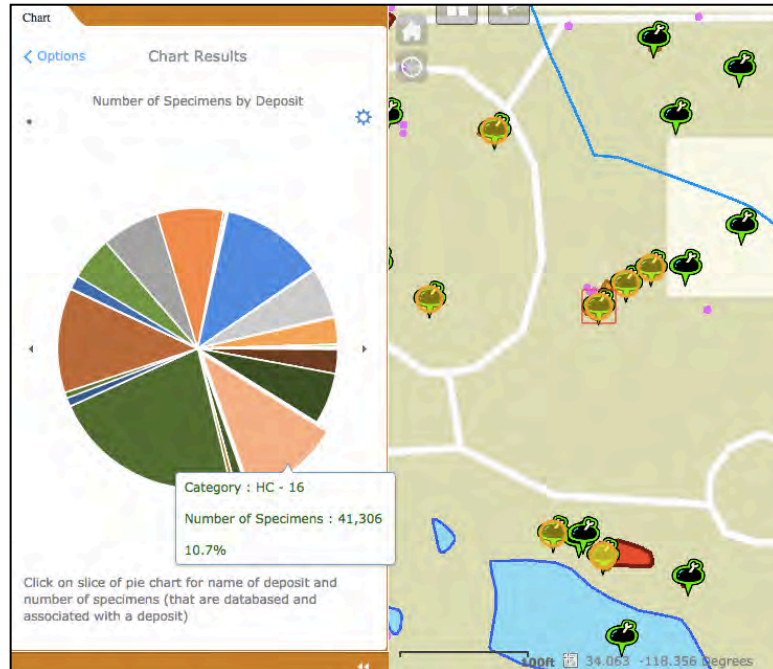 Chart
Options
Chart Results
Number of Specimens by Deposit
Category : HC - 16
Number of Specimens : 41,306
10.7%
Click on slice of pie chart for name of deposit and
number of specimens (that are databased and
associated with a deposit)
100ft
34.063 -118.356 Degrees